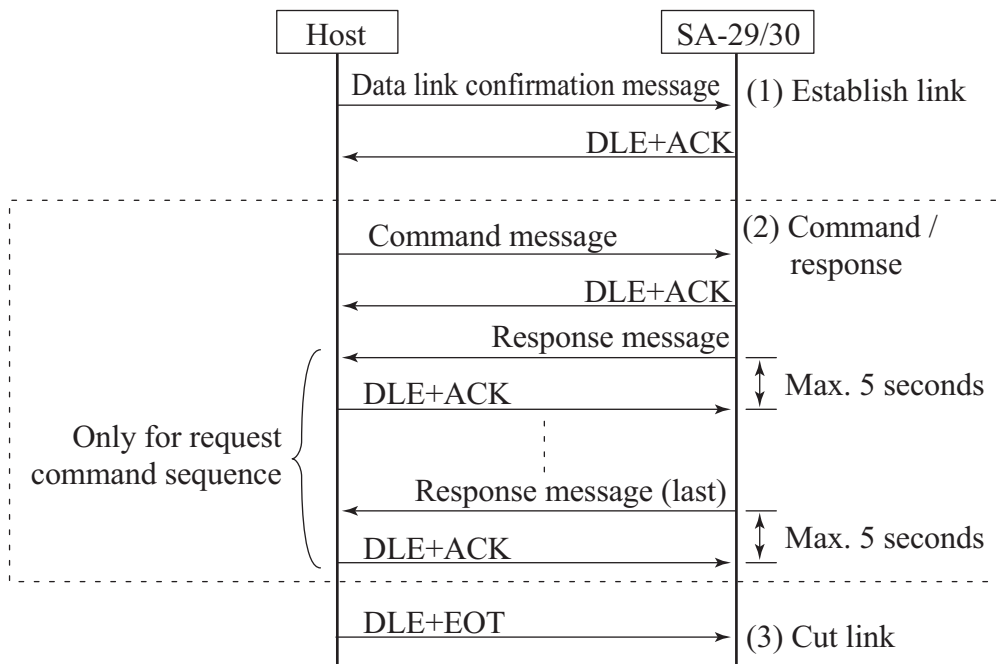 Host
SA-29/30
Data link confirmation message
(1) Establish link
DLE+ACK
Command message
(2) Command /
response
DLE+ACK
Response message
DLE+ACK
Max. 5 seconds
Only for request
command sequence
Response message (last)
DLE+ACK
Max. 5 seconds
DLE+EOT
(3) Cut link